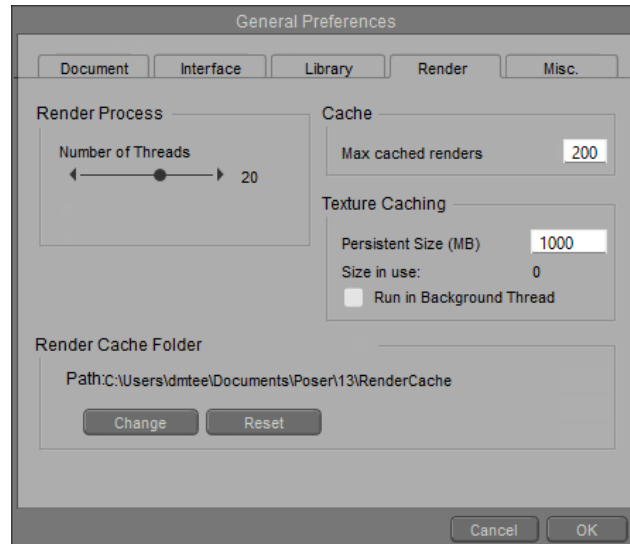 General Preferences
Document Interface Library Render Misc.
Render Process
Number of Threads
20
Cache
Max cached renders 200
Texture Caching
Persistent Size (MB) 1000
Size in use: 0
Run in Background Thread
Render Cache Folder
Path:C:\Users\dmtee\Documents\Poser\13\RenderCache
Change Reset
Cancel OK